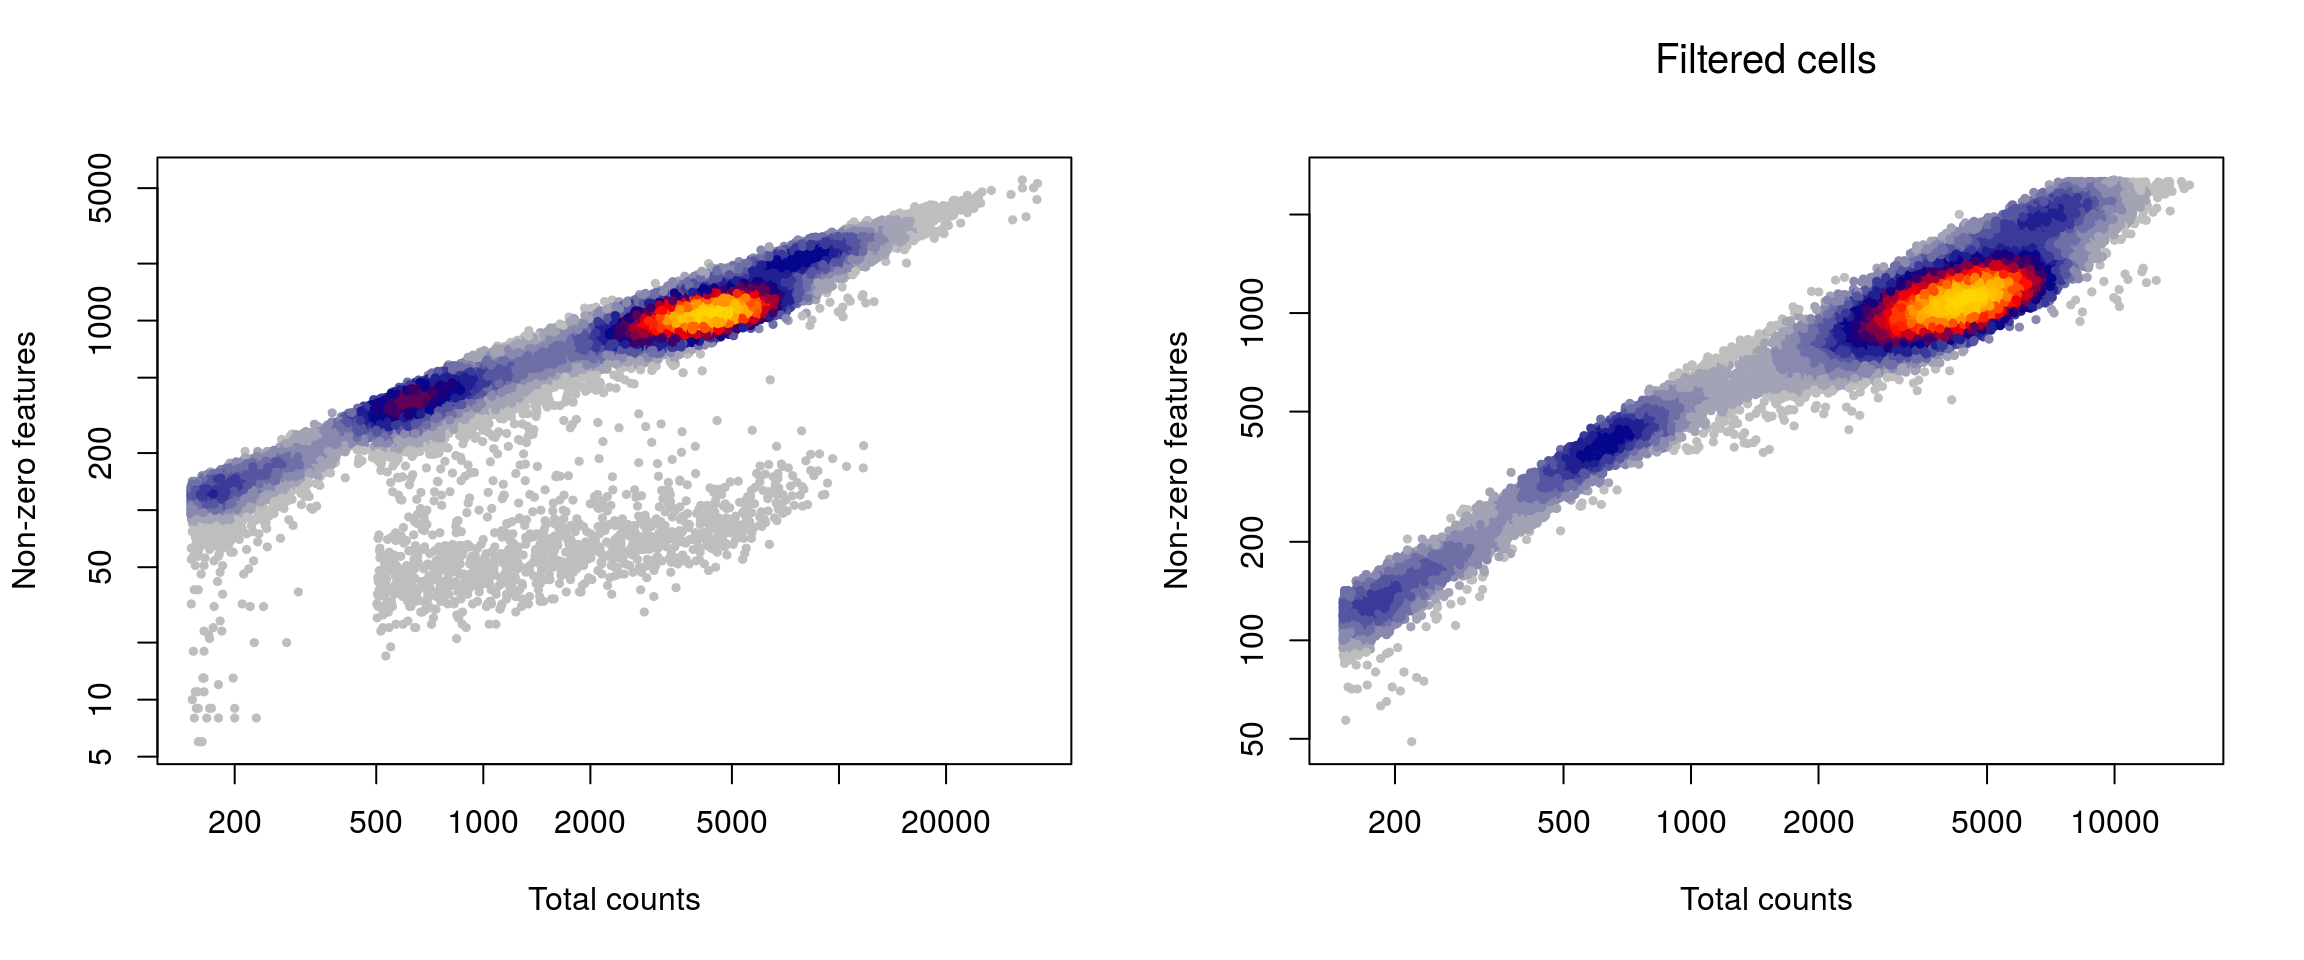 Filtered cells
Non-zero features
5000
1000
200
50
10
5
200 500 1000 2000 5000 20000
Total counts
Non-zero features
1000
500
200
100
50
200 500 1000 2000 5000 10000
Total counts